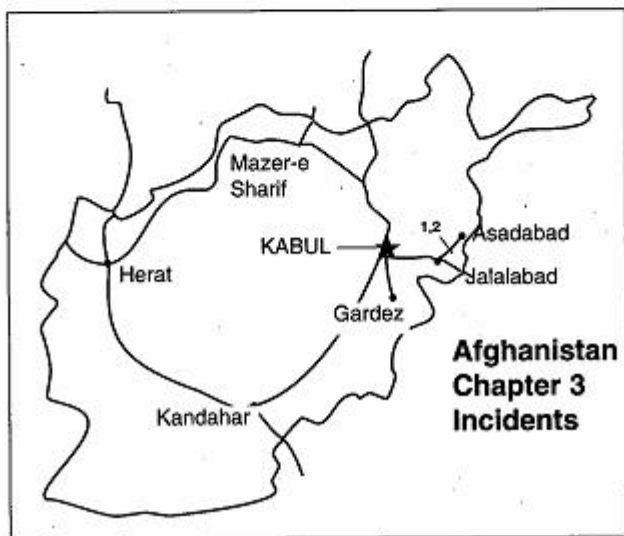 Mazer-e
Sharif
KABUL
1,2
Asadabad
Jalalabad
Herat
Gardez
Kandahar
Afghanistan
Chapter 3
Incidents